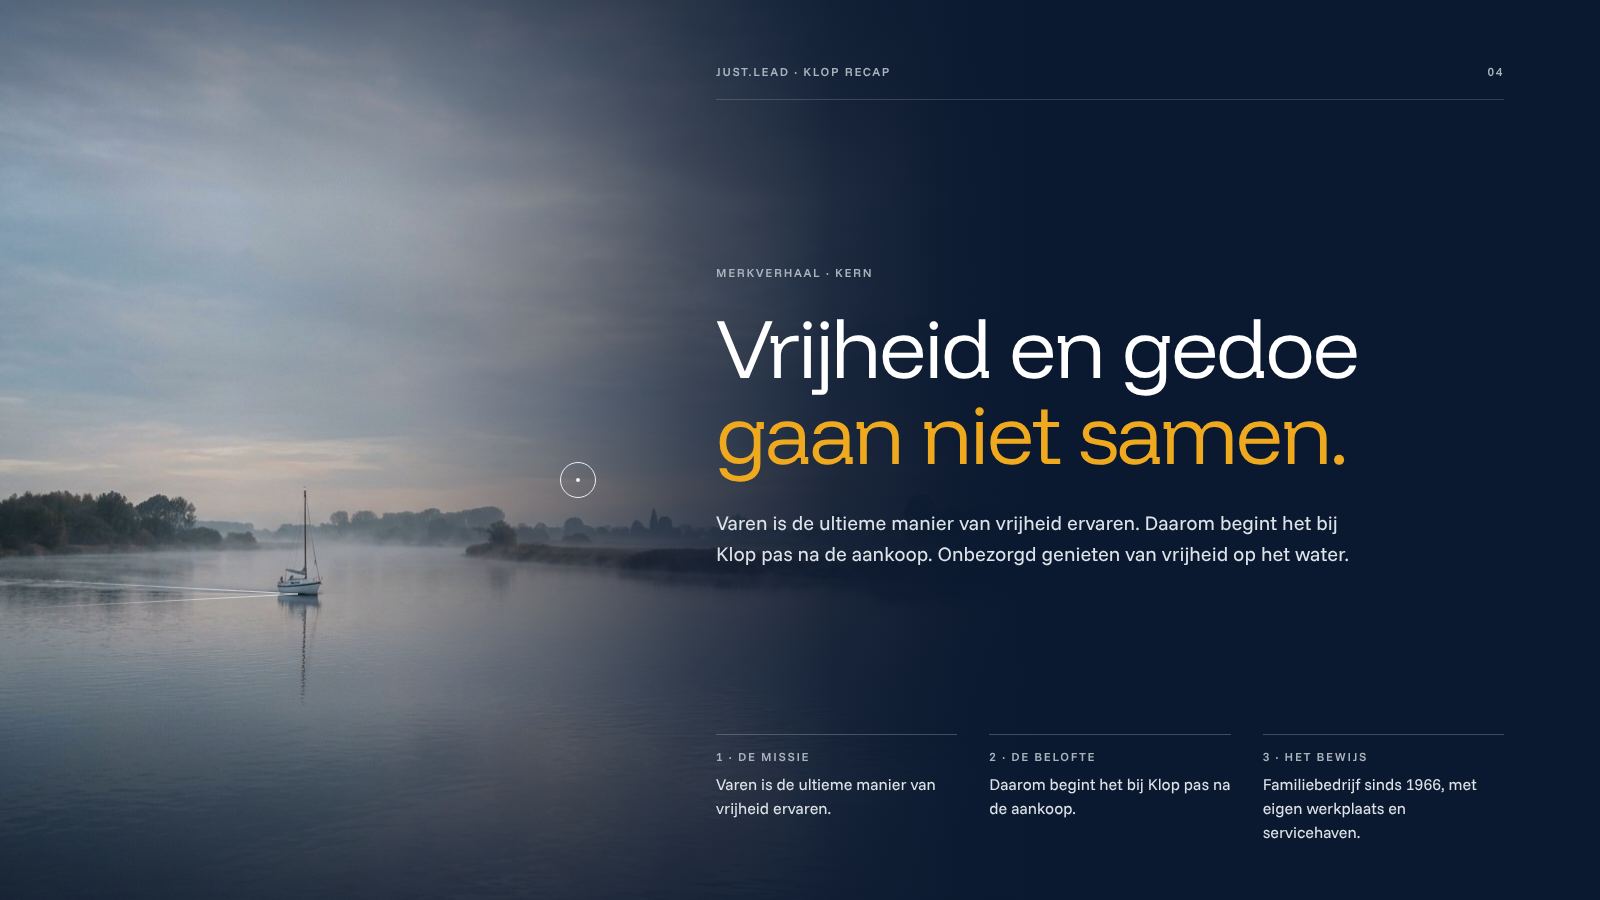 JUST.LEAD · KLOP RECAP
04
MERKVERHAAL · KERN
Vrijheid en gedoe
gaan niet samen.
Varen is de ultieme manier van vrijheid ervaren. Daarom begint het bij
Klop pas na de aankoop. Onbezorgd genieten van vrijheid op het water.
1 · DE MISSIE
Varen is de ultieme manier van
vrijheid ervaren.
2 · DE BELOFTE
Daarom begint het bij Klop pas na
de aankoop.
3 · HET BEWIJS
Familiebedrijf sinds 1966, met
eigen werkplaats en
servicehaven.